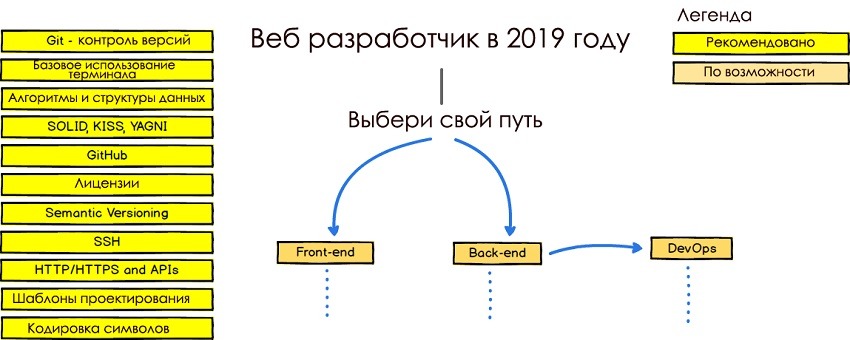 Git - контроль версий
Базовое использование
терминала
Алгоритмы и структуры данных
SOLID, KISS, YAGNI
GitHub
Лицензии
Semantic Versioning
SSH
HTTP/HTTPS and APIs
Шаблоны проектирования
Кодировка символов
Веб разработчик в 2019 году
Выбери свой путь
Front-end
Back-end
DevOps
Легенда
Рекомендовано
По возможности